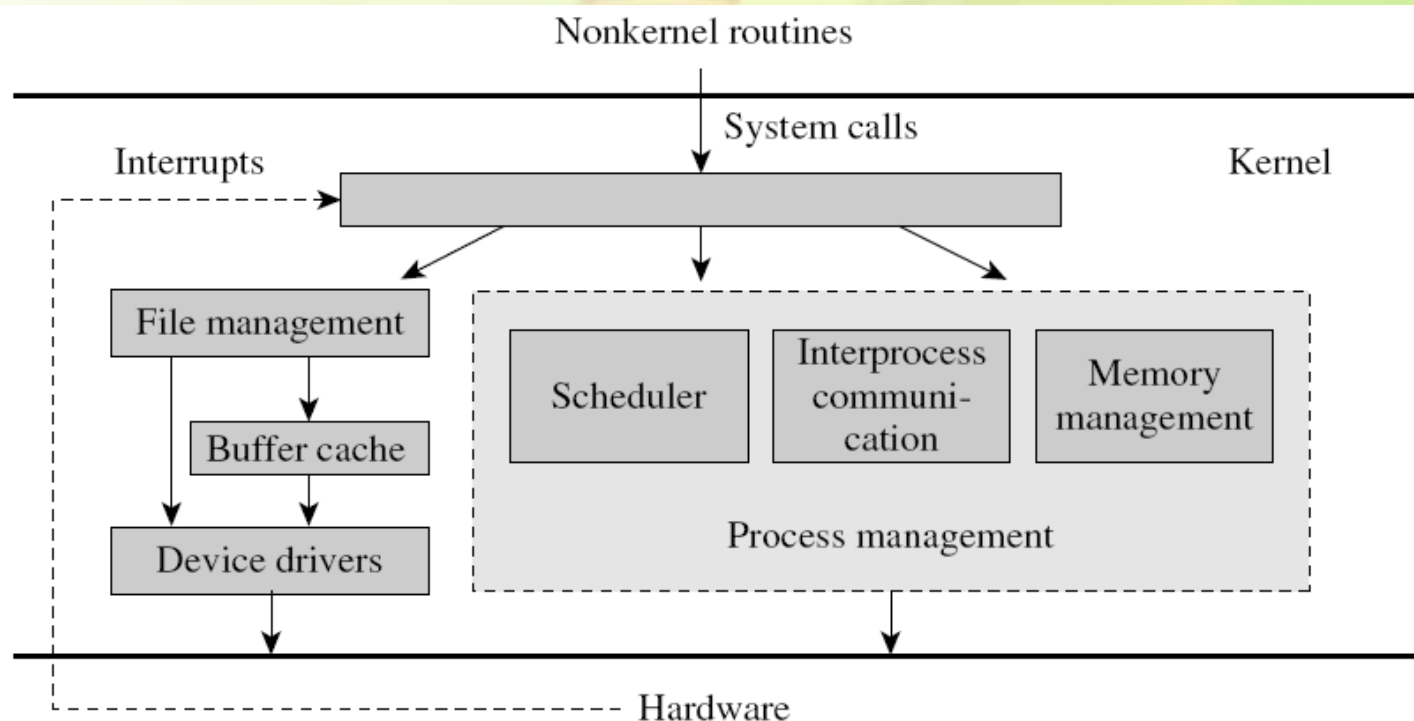 Nonkernel routines
System calls
Interrupts
Kernel
File management
Buffer cache
Device drivers
Scheduler
Interprocess
communi-
cation
Memory
management
Process management
Hardware